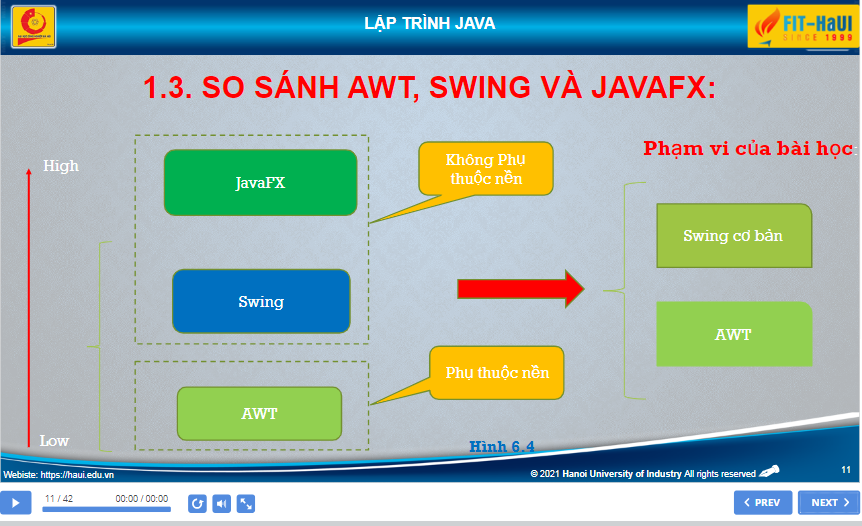 LẬP TRÌNH JAVA
FIT-HaUI
SINCE 1999
1.3. SO SÁNH AWT, SWING VÀ JAVAFX:
High
JavaFX
Không Phụ
thuộc nền
Phạm vi của bài học:
Swing cơ bản
Swing
AWT
Phụ thuộc nền
AWT
Low
Hình 6.4
Webiste: https://haui.edu.vn
© 2021 Hanoi University of Industry All rights reserved
11
11 / 42
00:00 / 00:00
PREV
NEXT